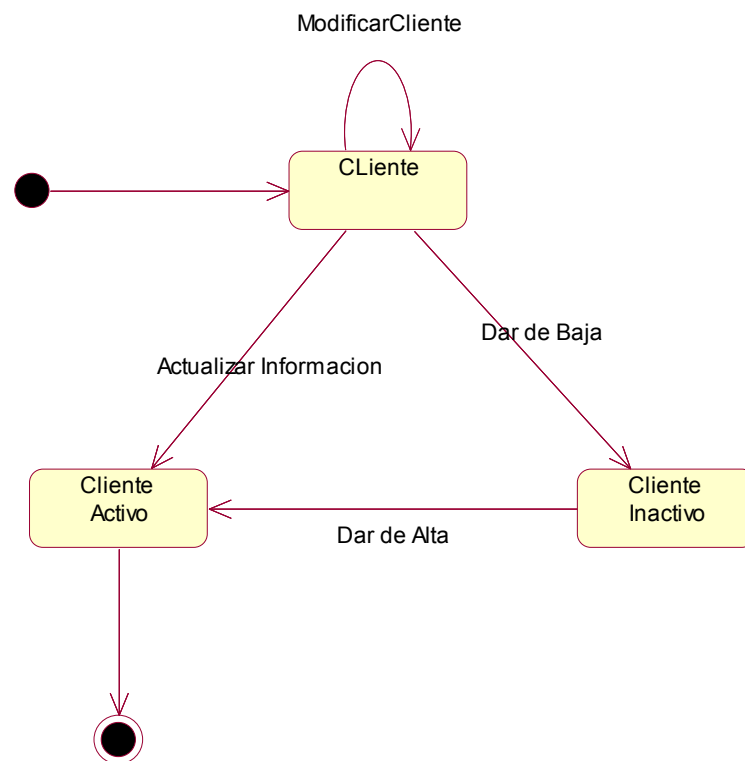 ModificarCliente
CLiente
Dar de Baja
Actualizar Informacion
Cliente
Activo
Cliente
Inactivo
Dar de Alta